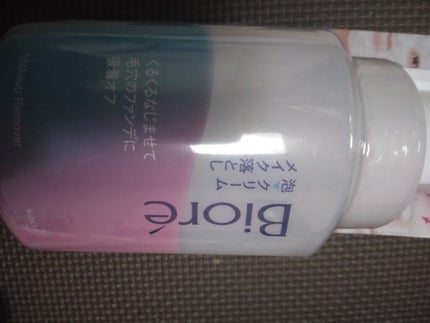 Bioré
泡クリーム
メイク落とし
くるくるなじませて
毛穴のファンデに
吸着オフ
Makeup Remover